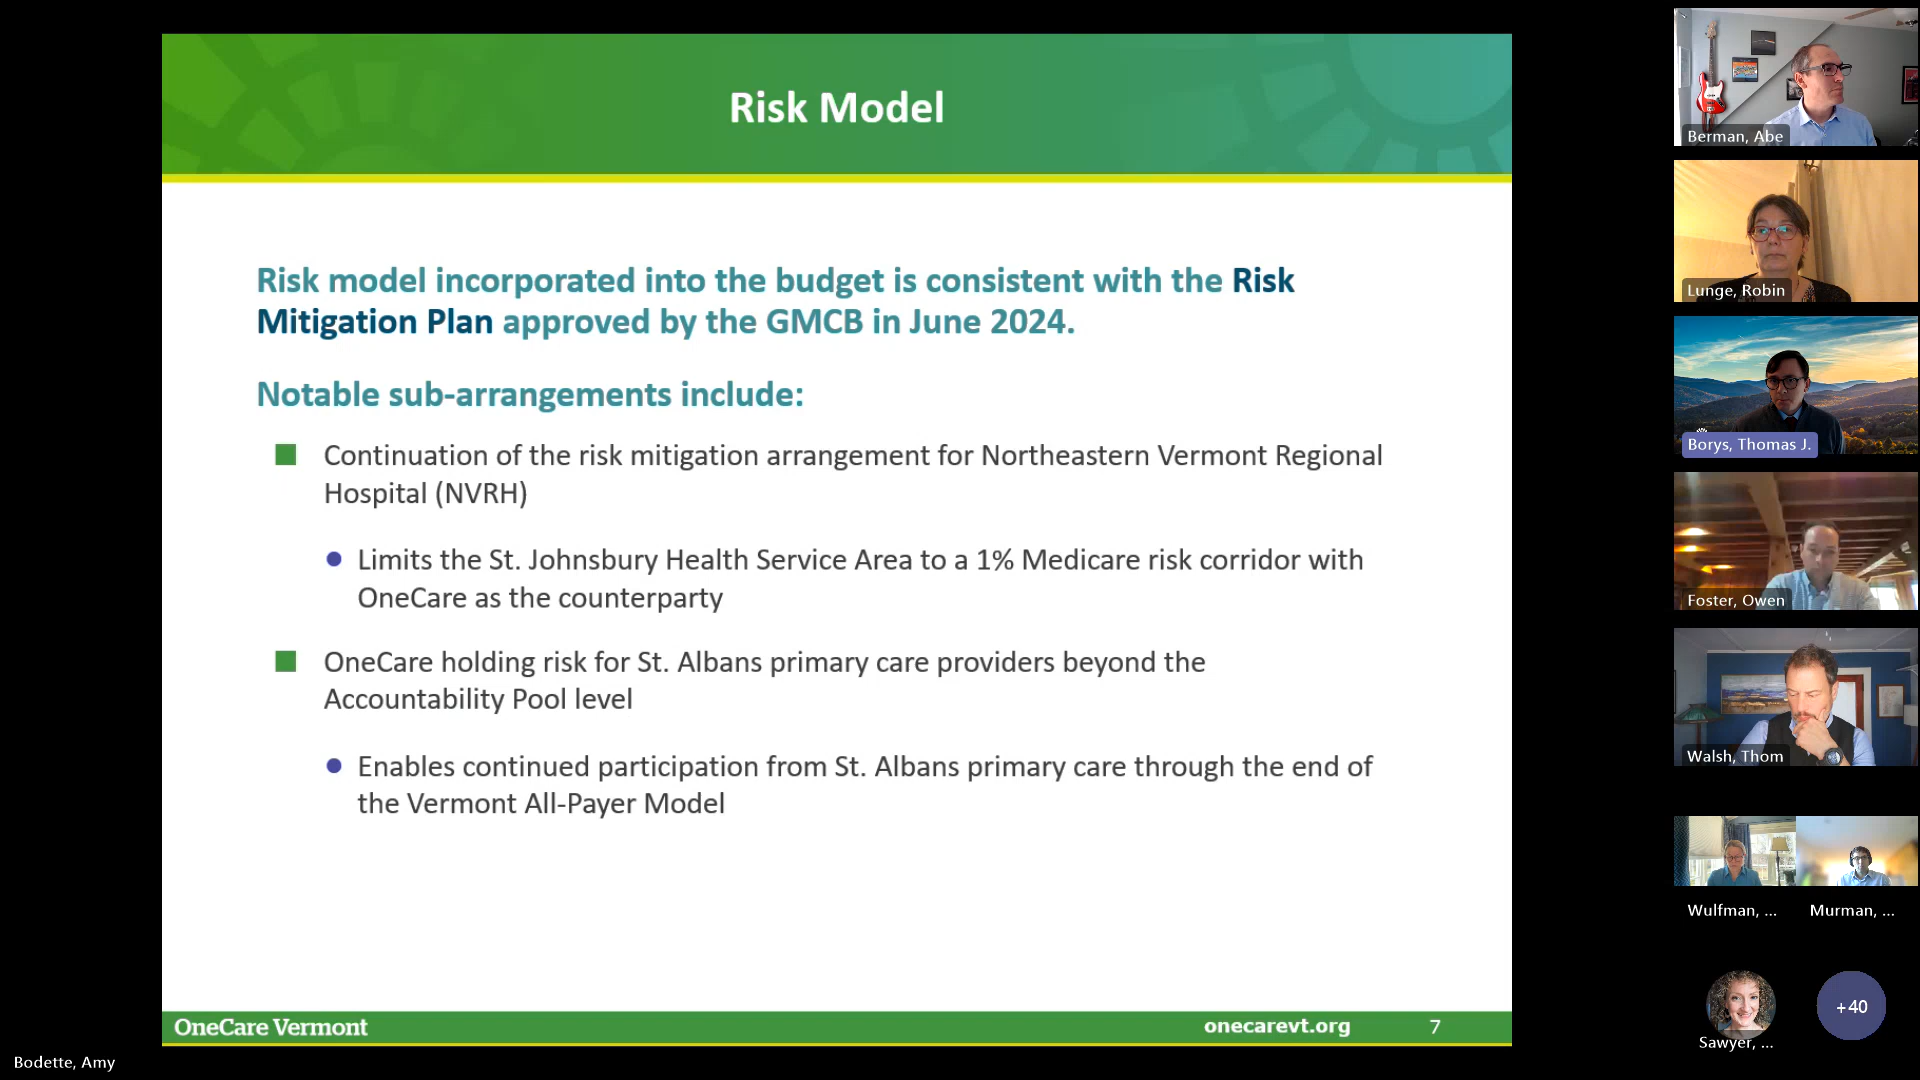 Risk Model
Risk model incorporated into the budget is consistent with the Risk
Mitigation Plan approved by the GMCB in June 2024.
Notable sub-arrangements include:
Continuation of the risk mitigation arrangement for Northeastern Vermont Regional
Hospital (NVRH)
Limits the St. Johnsbury Health Service Area to a 1% Medicare risk corridor with
OneCare as the counterparty
OneCare holding risk for St. Albans primary care providers beyond the
Accountability Pool level
Enables continued participation from St. Albans primary care through the end of
the Vermont All-Payer Model
OneCare Vermont
onecarevt.org
7
Bodette, Amy
Berman, Abe
Lunge, Robin
Borys, Thomas J.
Foster, Owen
Walsh, Thom
Wulfman, ...
Murman, ...
Sawyer, ...
+40